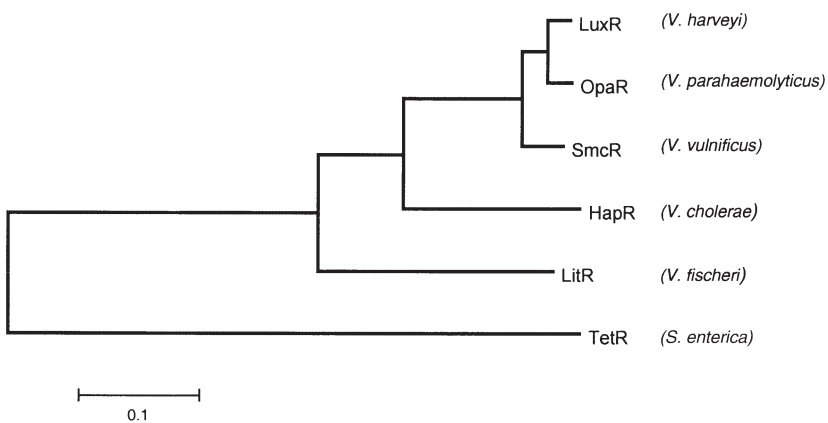 LuxR (V. harveyi)
OpaR (V. parahaemolyticus)
SmcR (V. vulnificus)
HapR (V. cholerae)
LitR (V. fischeri)
TetR (S. enterica)
0.1